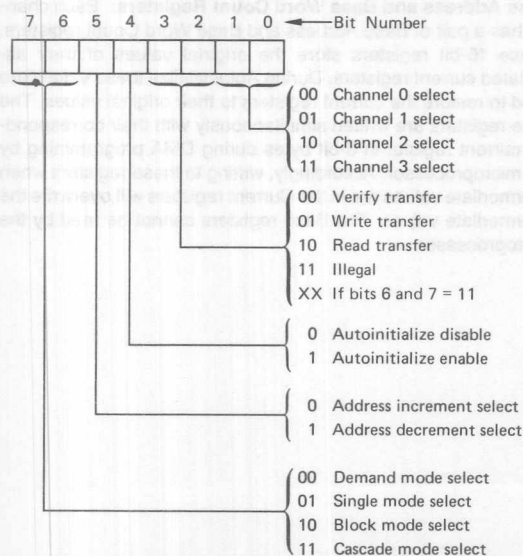 7 6 5 4 3 2 1 0 Bit Number
00 Channel 0 select
01 Channel 1 select
10 Channel 2 select
11 Channel 3 select
00 Verify transfer
01 Write transfer
10 Read transfer
11 Illegal
XX If bits 6 and 7 = 11
0 Autoinitialize disable
1 Autoinitialize enable
0 Address increment select
1 Address decrement select
00 Demand mode select
01 Single mode select
10 Block mode select
11 Cascade mode select